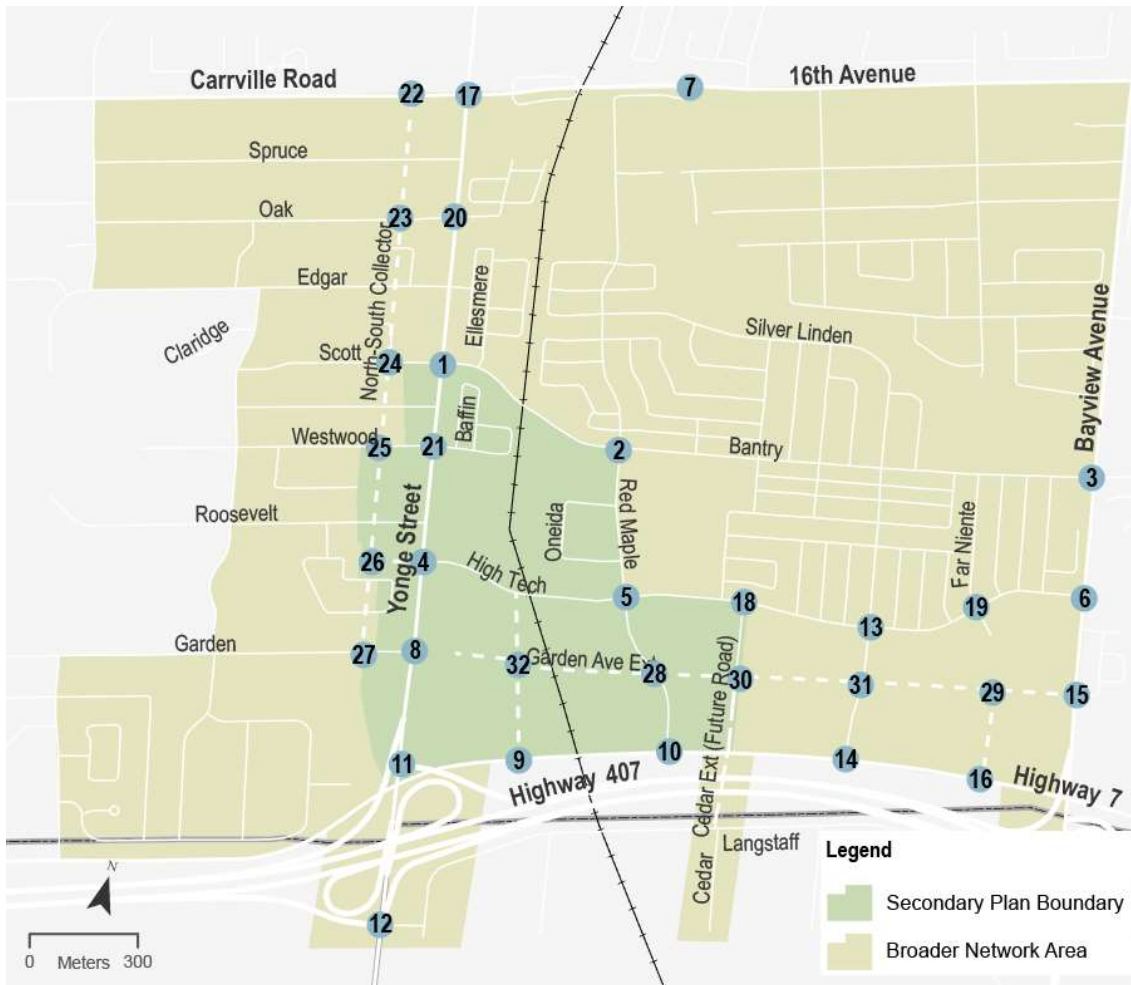 Carrville Road
16th Avenue
22
17
7
Spruce
Oak
23
20
North-South Collector
Edgar
Ellesmere
Claridge
Silver Linden
Bayview Avenue
Scott
24
1
Baffin
Westwood
25
21
2
Bantry
3
Roosevelt
Yonge Street
Oneida
Red Maple
Far Niente
26
4
High Tech
5
18
19
6
13
Garden
27
8
32
Garden Ave Ext
28
30
31
29
15
Cedar Ext (Future Road)
11
9
10
14
16
Highway 407
Highway 7
Cedar
Langstaff
12
N
0 Meters 300
Legend
Secondary Plan Boundary
Broader Network Area